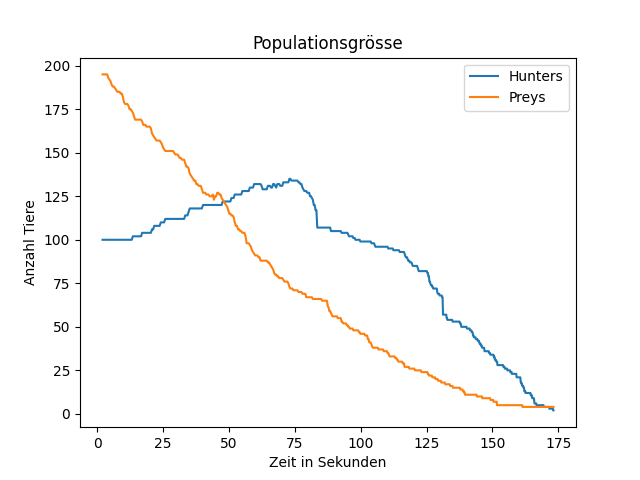 Populationsgrösse
Hunters
Preys
Anzahl Tiere
200
175
150
125
100
75
50
25
0
0 25 50 75 100 125 150 175
Zeit in Sekunden